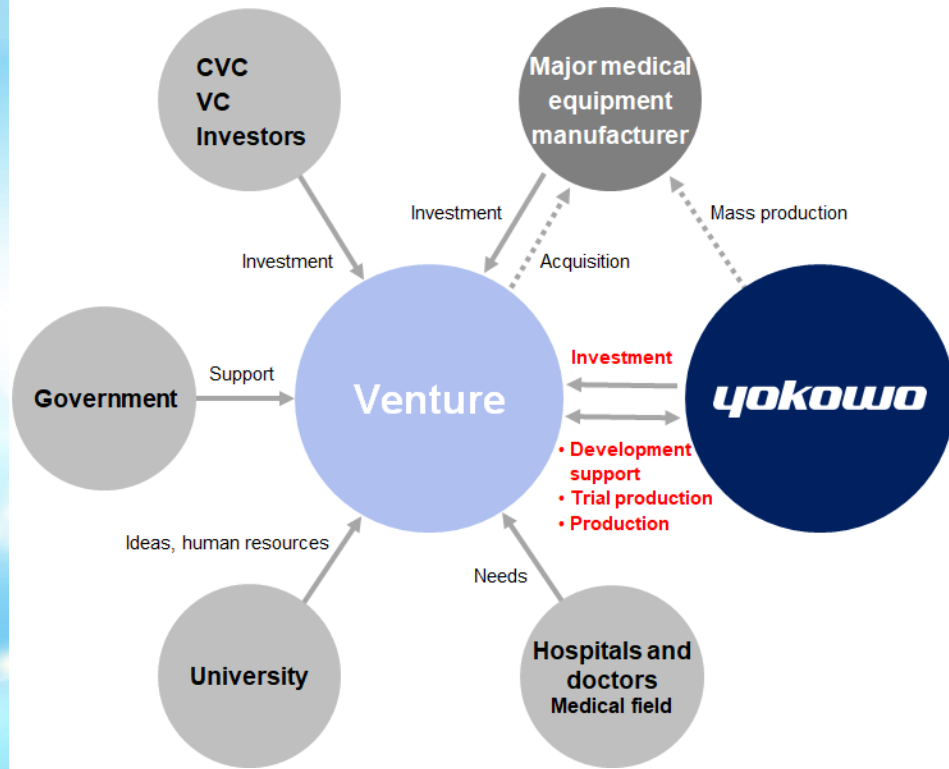 CVC
VC
Investors
Major medical
equipment
manufacturer
Investment
Mass production
Investment
Acquisition
Government
Support
Venture
Investment
yokowo
• Development
support
• Trial production
• Production
Ideas, human resources
Needs
University
Hospitals and
doctors
Medical field